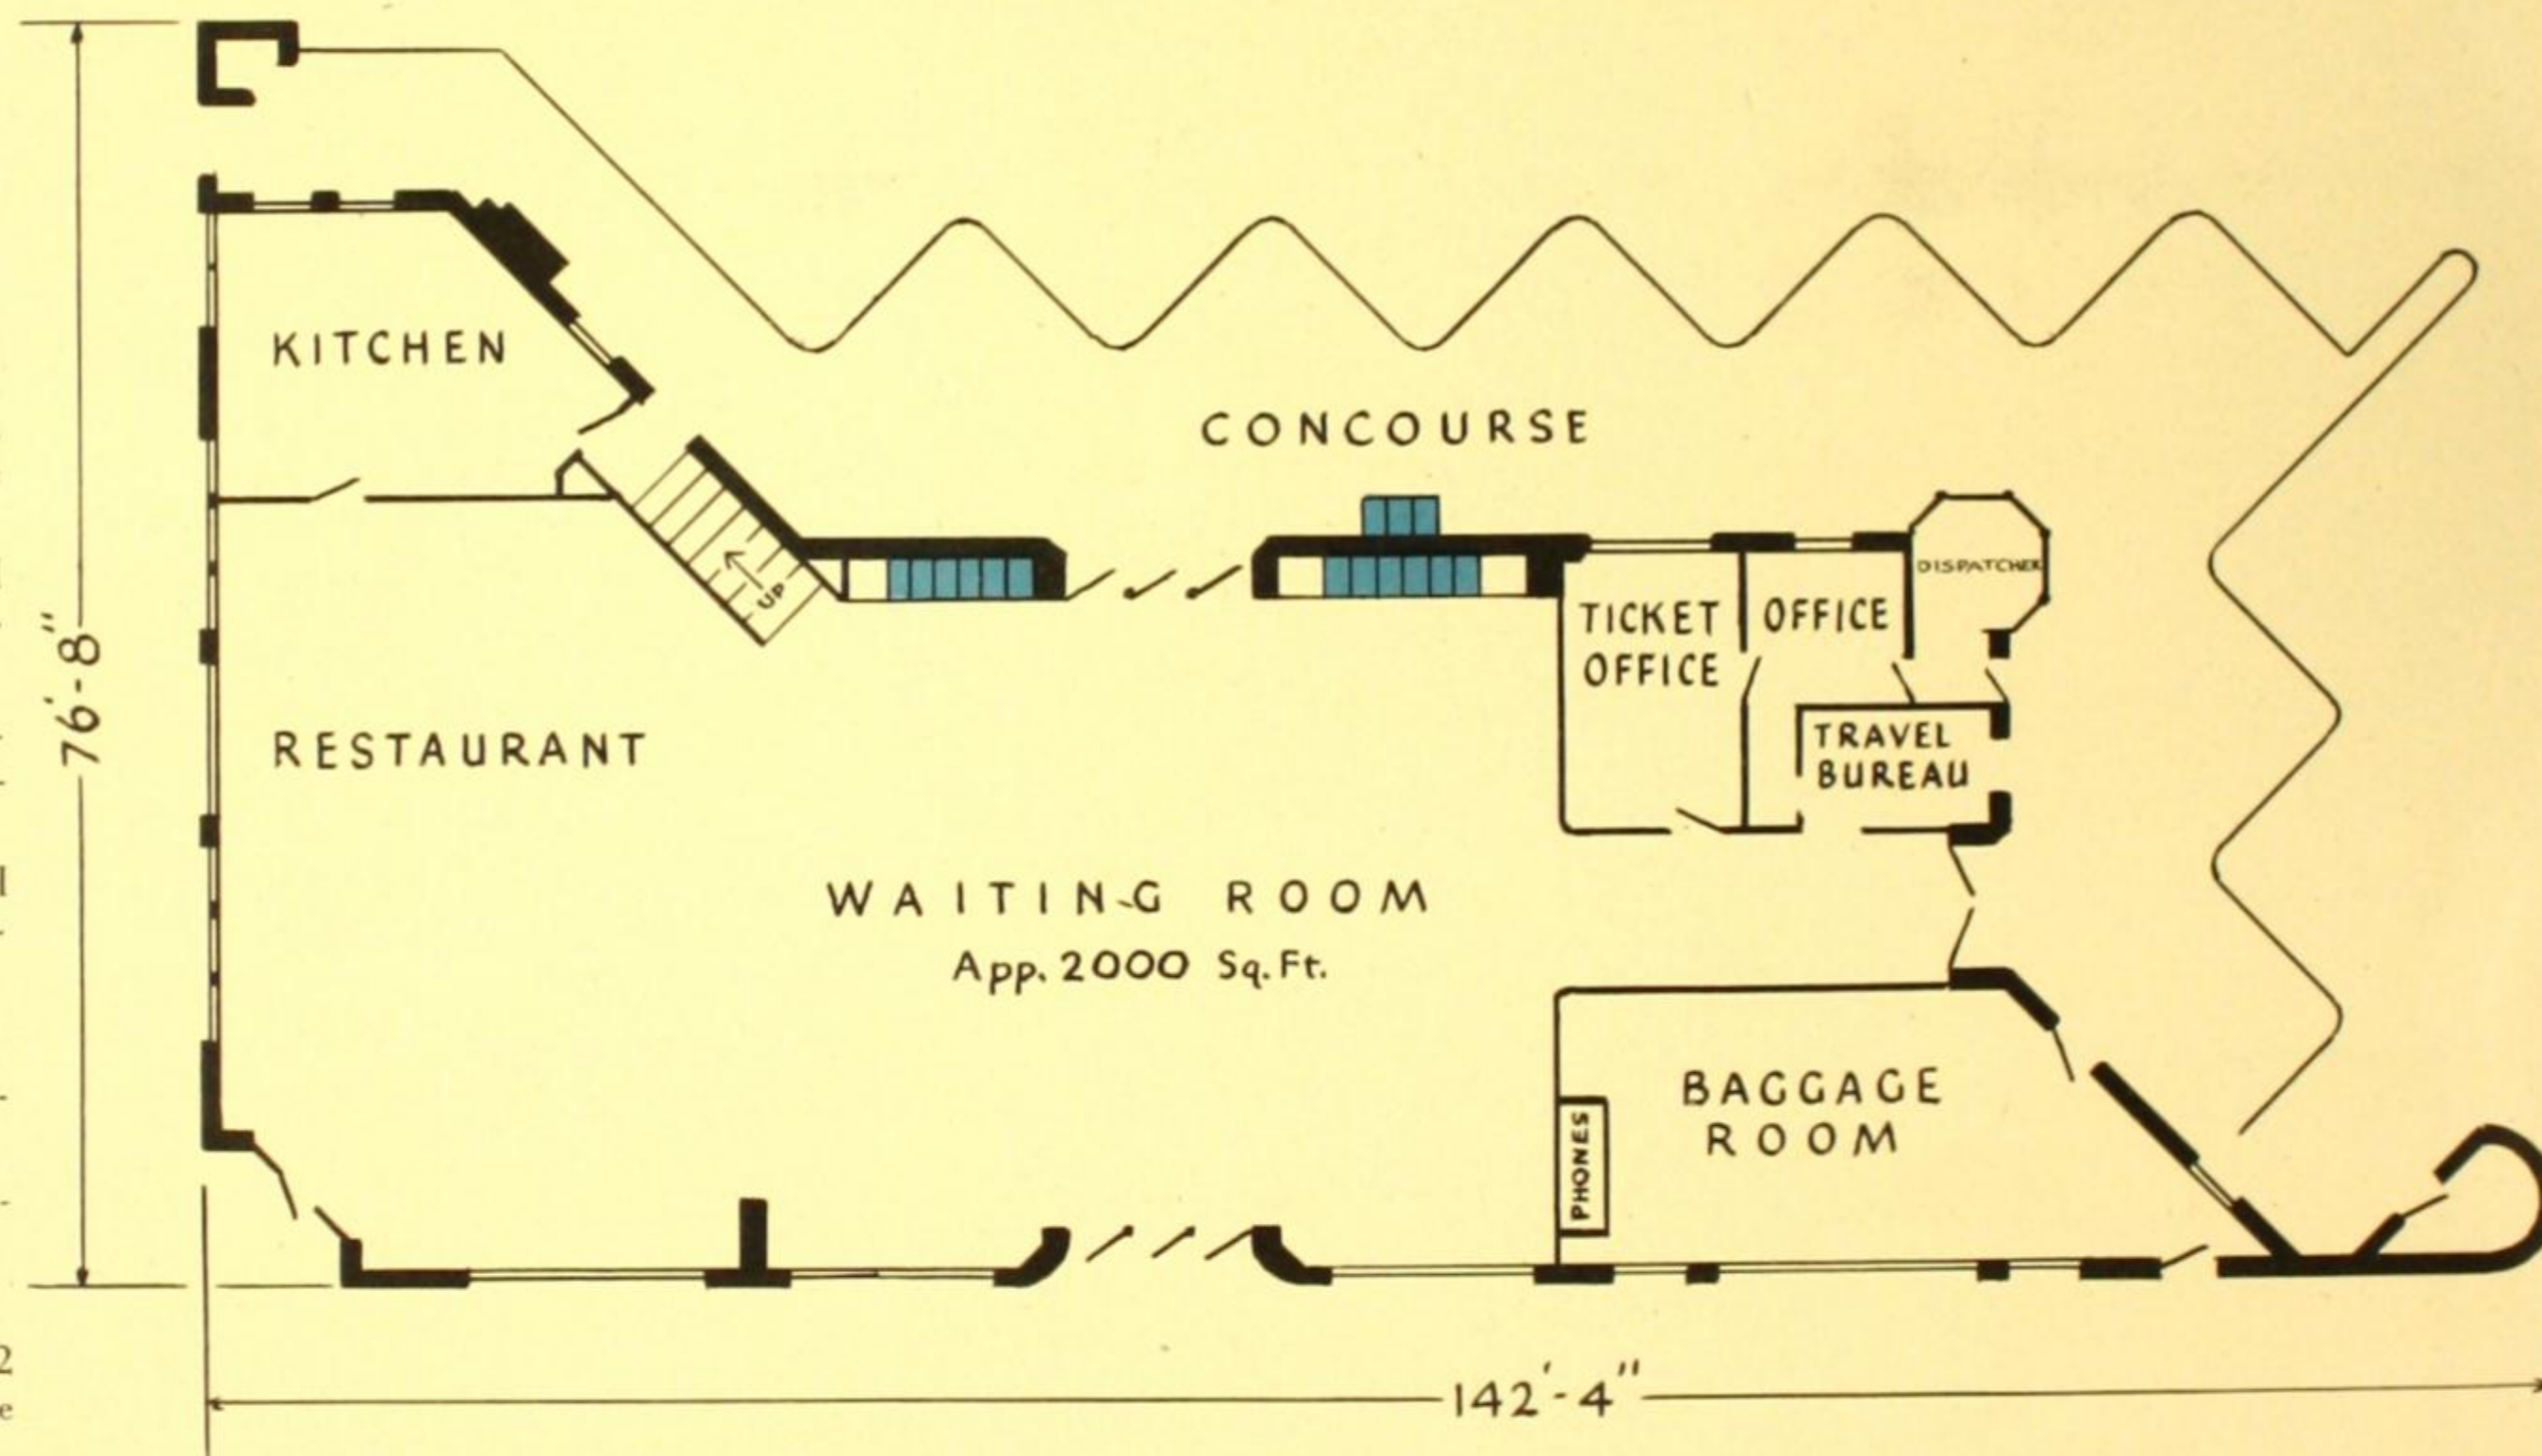 KITCHEN
CONCOURSE
DISPATCHER
UP
TICKET
OFFICE
OFFICE
76'-8"
RESTAURANT
TRAVEL
BUREAU
WAITING ROOM
App. 2000 Sq. Ft.
BAGGAGE
ROOM
PHONES
142'-4"
2
e